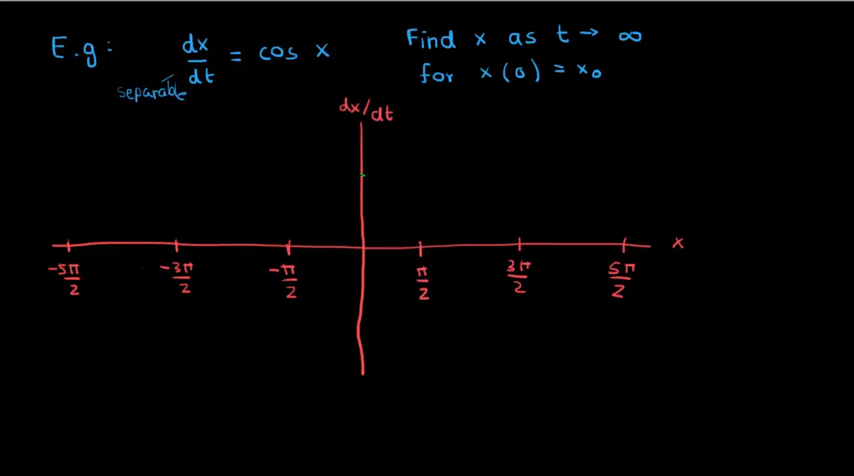 E.g: dx/dt = cos x
separable
Find x as t → ∞
for x(0) = x₀
dx/dt
x
-5π/2 -3π/2 -π/2 π/2 3π/2 5π/2